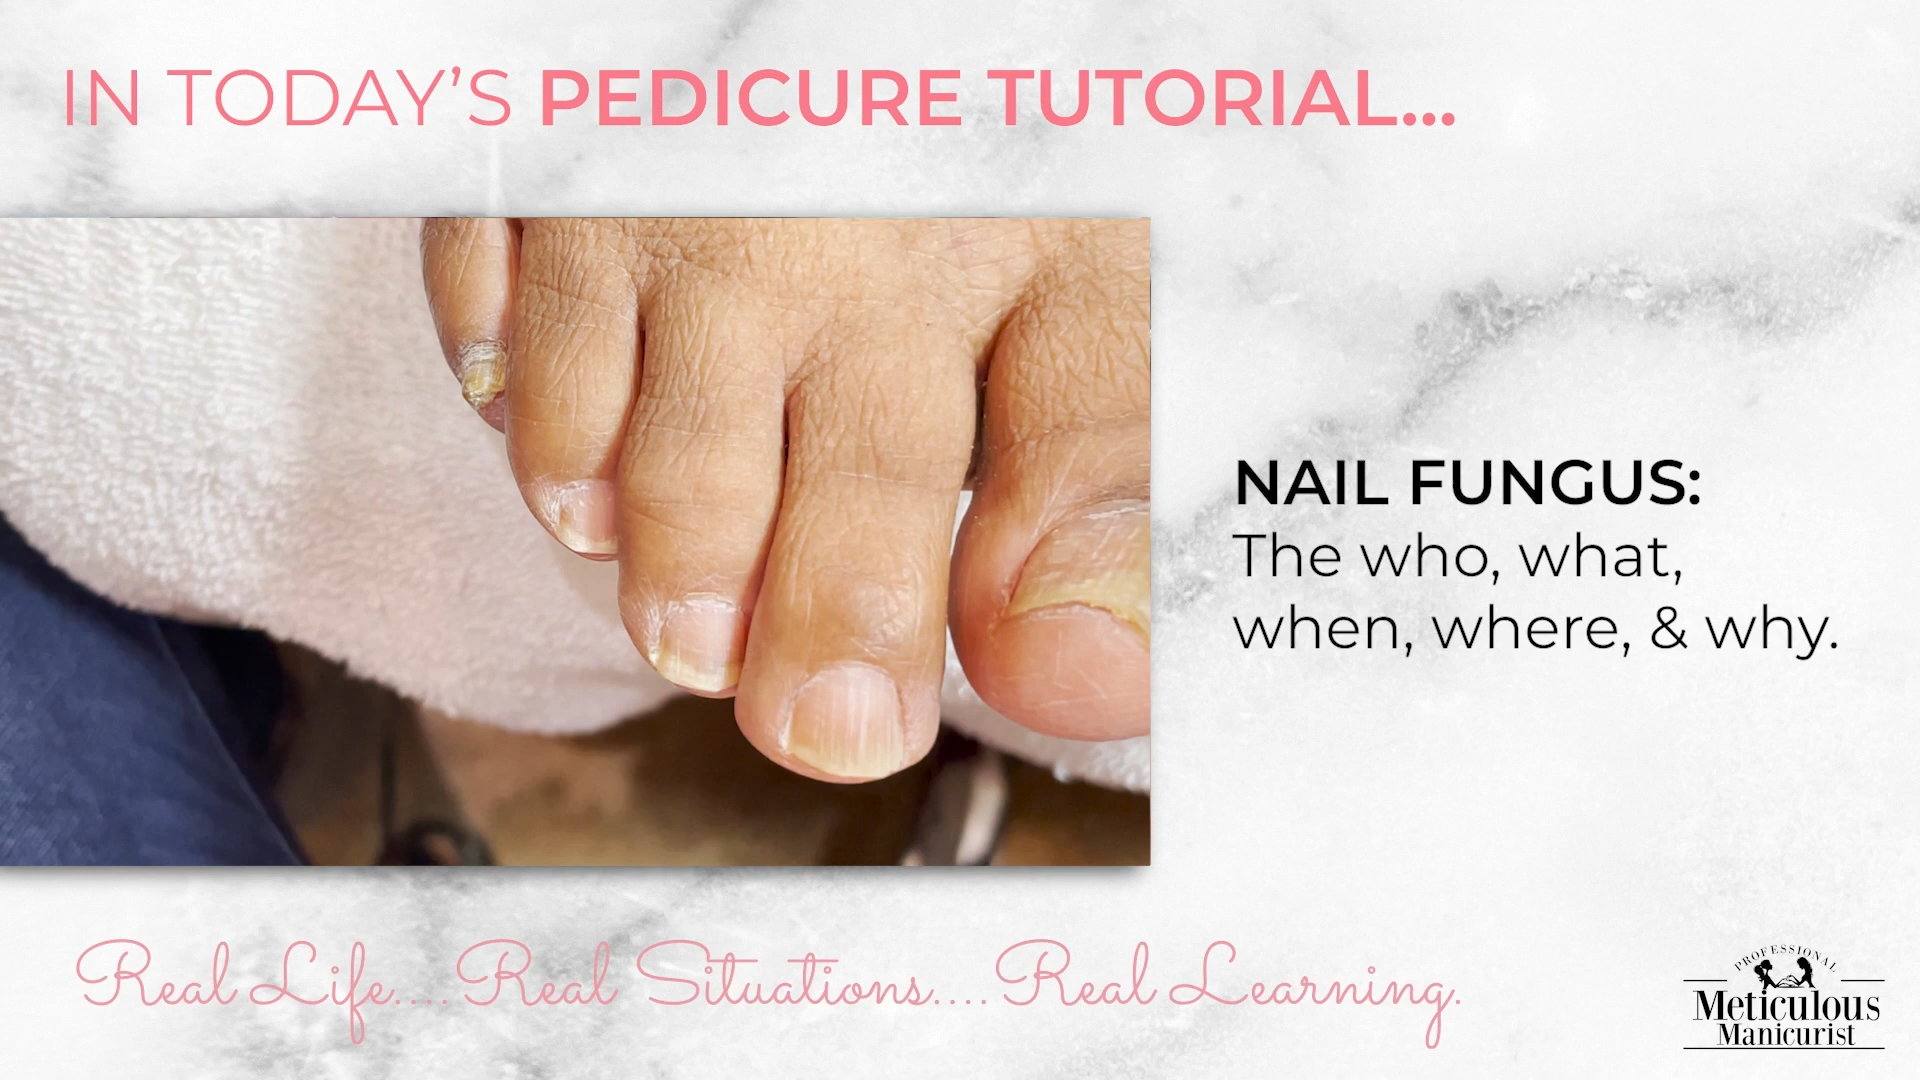 IN TODAY’S PEDICURE TUTORIAL...
NAIL FUNGUS:
The who, what,
when, where, & why.
Real Life....Real Situations....Real Learning.
PROFESSIONAL
Meticulous
Manicurist